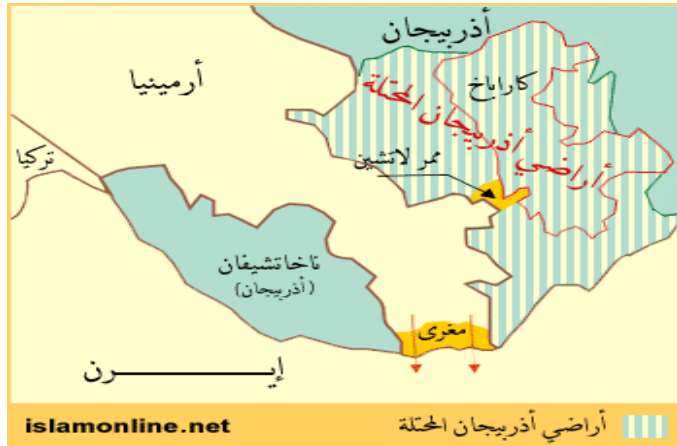 أذربيجان
أرمينيا
كاراباخ
أراضي أذربيجان المحتلة
ممر لاتشين
تركيا
ناخاتشيفان
(أذربيجان)
مغرى
إيـــــــــــران
أراضي أذربيجان المحتلة
islamonline.net